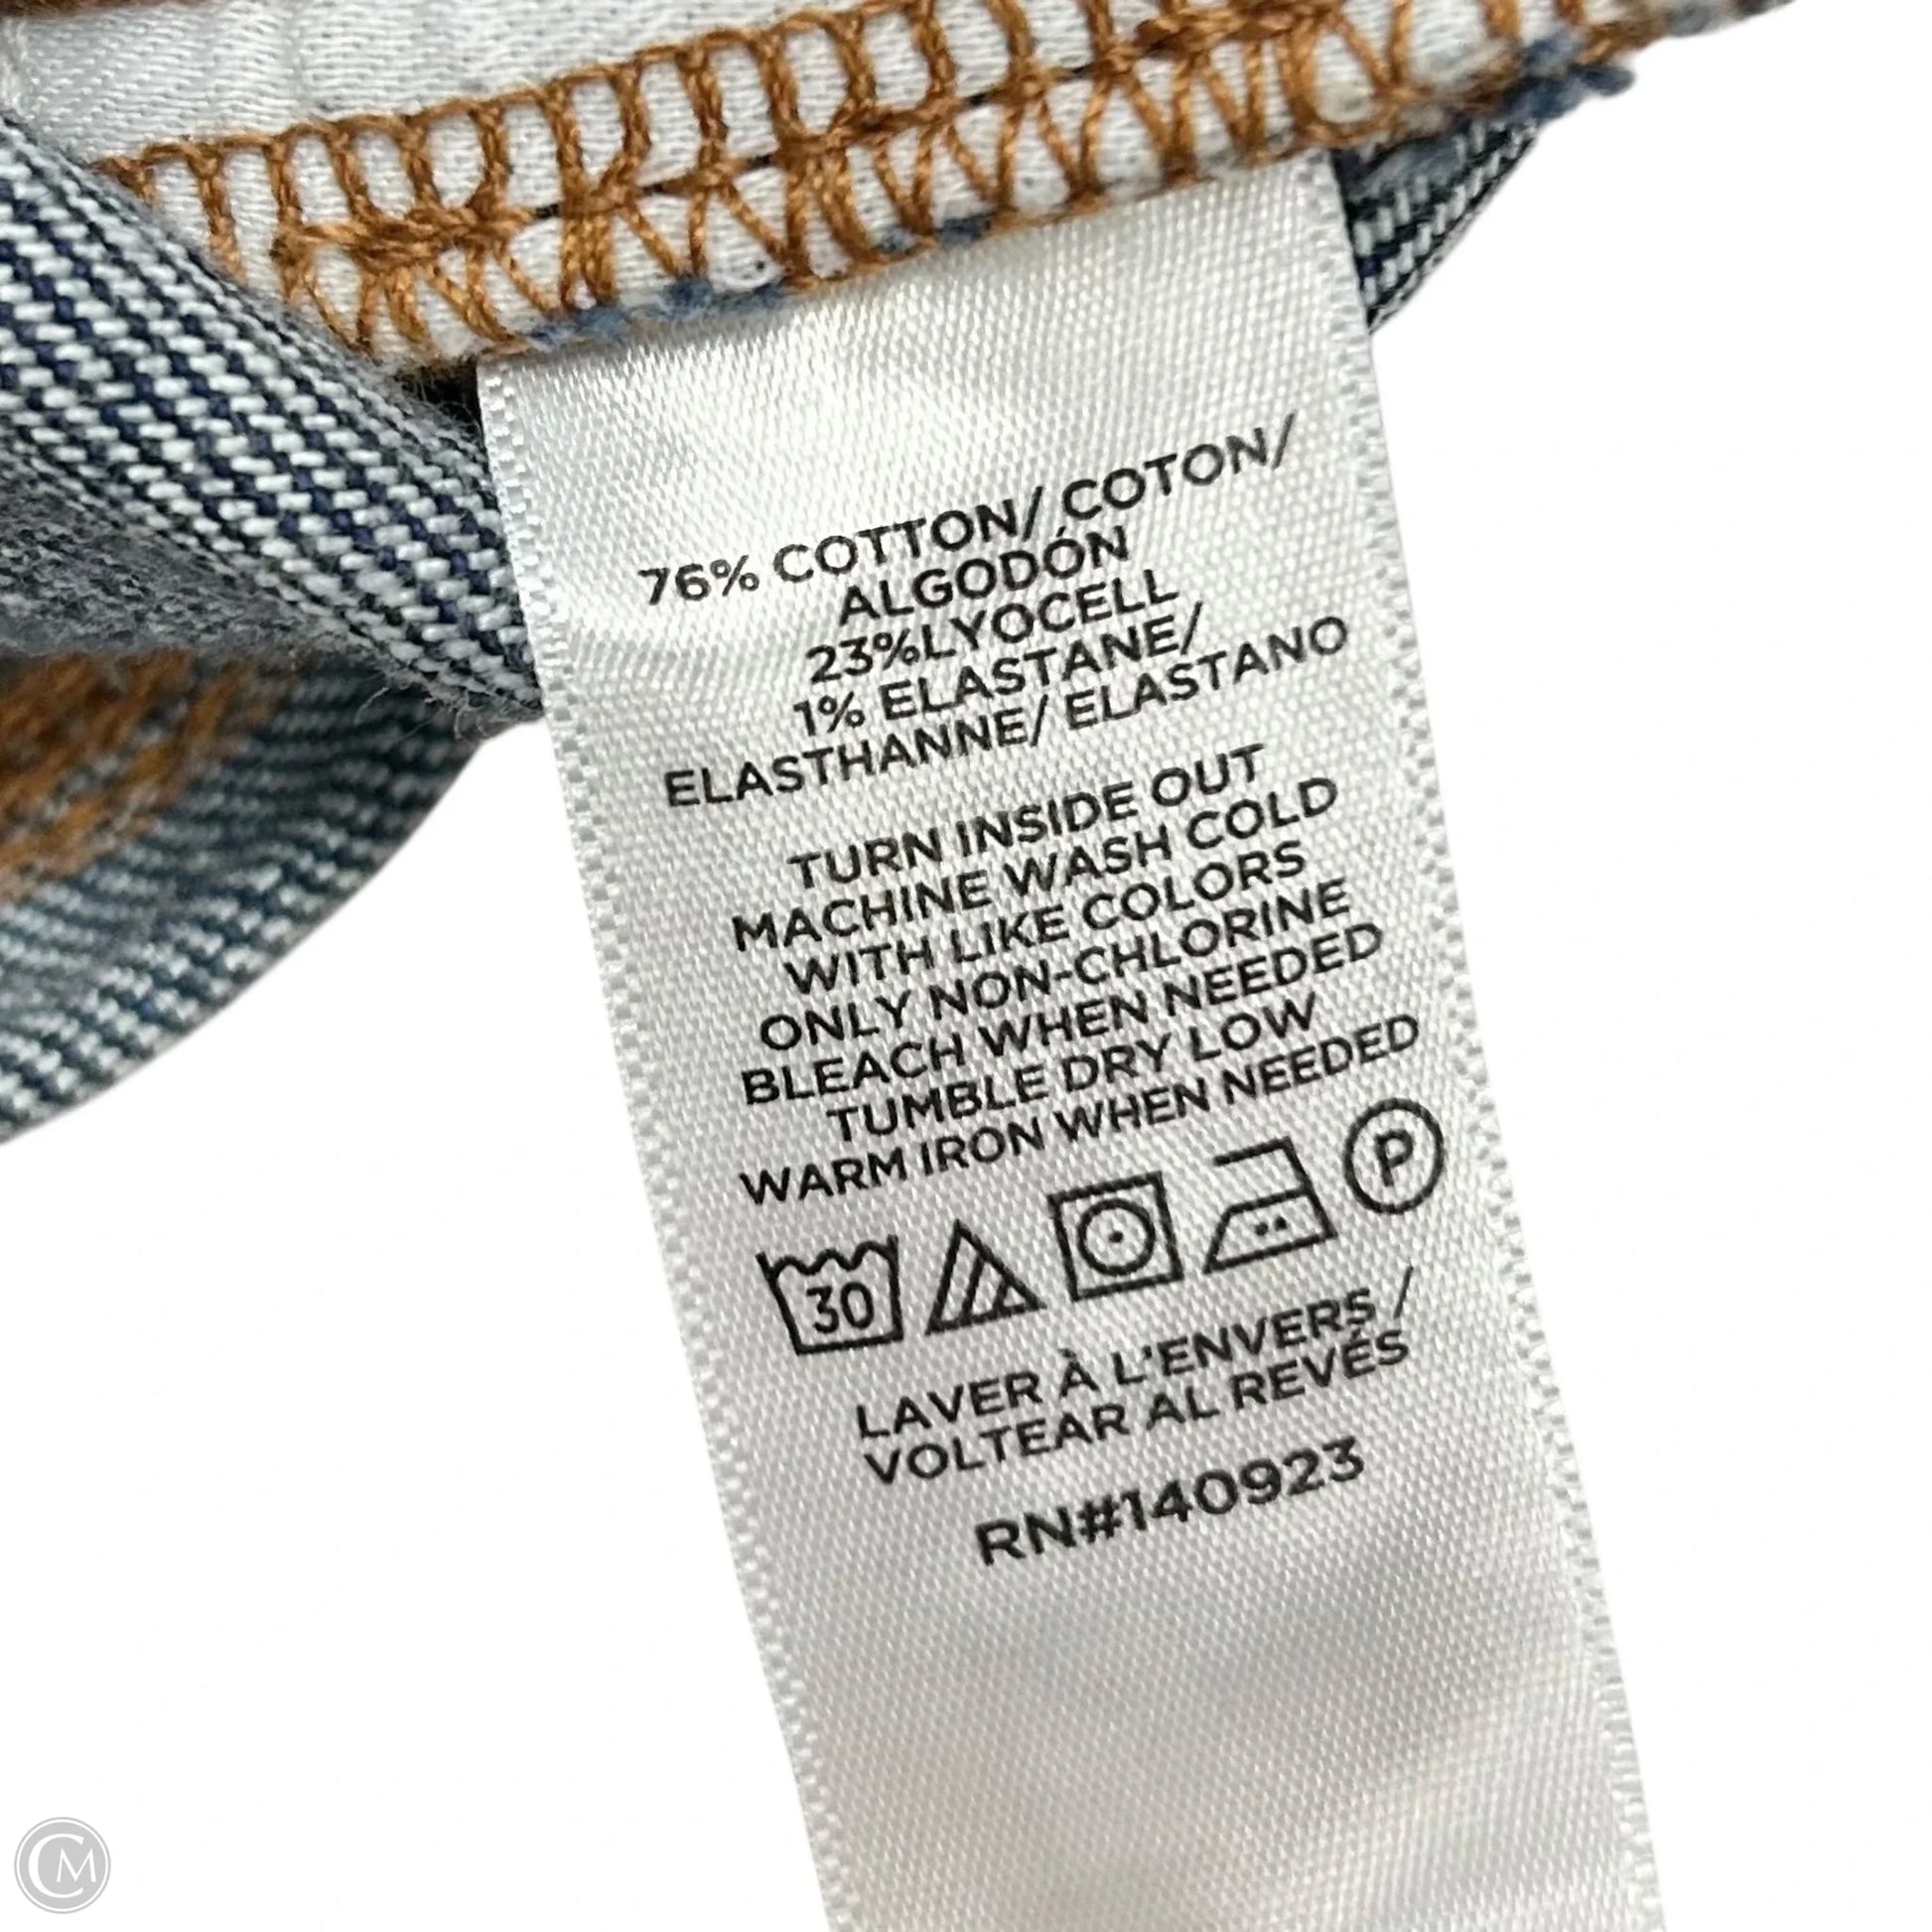 76% COTTON/ COTON/
ALGODÓN
23%LYOCELL
1% ELASTANE/
ELASTHANNE/ ELASTANO
TURN INSIDE OUT
MACHINE WASH COLD
WITH LIKE COLORS
ONLY NON-CHLORINE
BLEACH WHEN NEEDED
TUMBLE DRY LOW
WARM IRON WHEN NEEDED
30 P
LAVER À L'ENVERS /
VOLTEAR AL REVÉS
RN#140923
CM